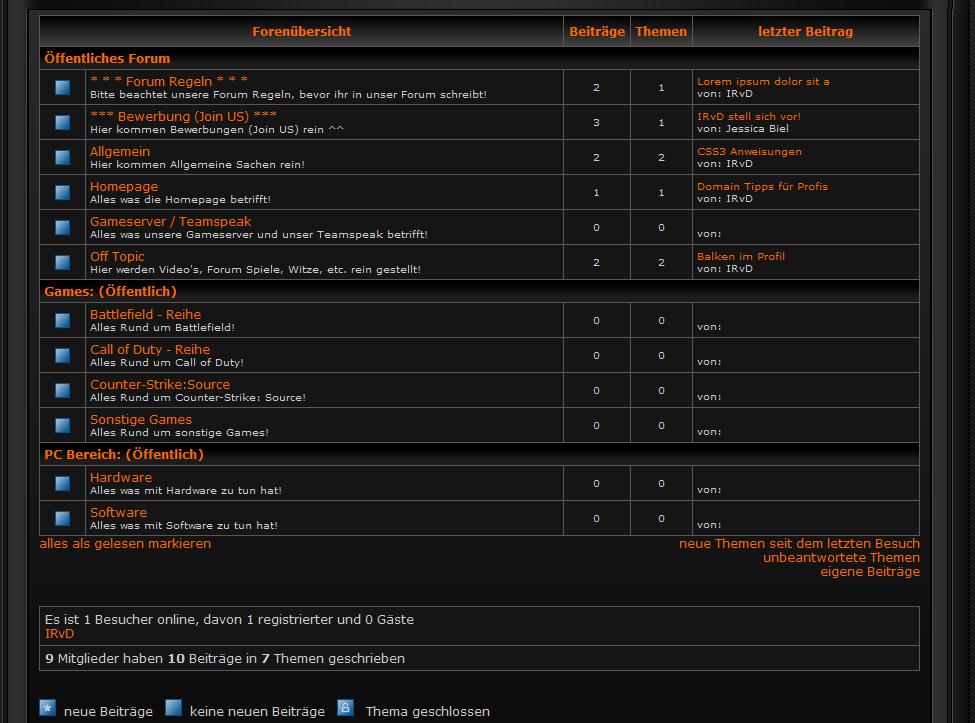 Forenübersicht Beiträge Themen letzter Beitrag
Öffentliches Forum
* * * Forum Regeln * * *
Bitte beachtet unsere Forum Regeln, bevor ihr in unser Forum schreibt!
2 1
Lorem ipsum dolor sit a
von: IRvD
*** Bewerbung (Join US) ***
Hier kommen Bewerbungen (Join US) rein ^^
3 1
IRvD stell sich vor!
von: Jessica Biel
Allgemein
Hier kommen Allgemeine Sachen rein!
2 2
CSS3 Anweisungen
von: IRvD
Homepage
Alles was die Homepage betrifft!
1 1
Domain Tipps für Profis
von: IRvD
Gameserver / Teamspeak
Alles was unsere Gameserver und unser Teamspeak betrifft!
0 0
von:
Off Topic
Hier werden Video's, Forum Spiele, Witze, etc. rein gestellt!
2 2
Balken im Profil
von: IRvD
Games: (Öffentlich)
Battlefield - Reihe
Alles Rund um Battlefield!
0 0
von:
Call of Duty - Reihe
Alles Rund um Call of Duty!
0 0
von:
Counter-Strike:Source
Alles Rund um Counter-Strike: Source!
0 0
von:
Sonstige Games
Alles Rund um sonstige Games!
0 0
von:
PC Bereich: (Öffentlich)
Hardware
Alles was mit Hardware zu tun hat!
0 0
von:
Software
Alles was mit Software zu tun hat!
0 0
von:
alles als gelesen markieren
neue Themen seit dem letzten Besuch
unbeantwortete Themen
eigene Beiträge
Es ist 1 Besucher online, davon 1 registrierter und 0 Gäste
IRvD
9 Mitglieder haben 10 Beiträge in 7 Themen geschrieben
* neue Beiträge keine neuen Beiträge Thema geschlossen